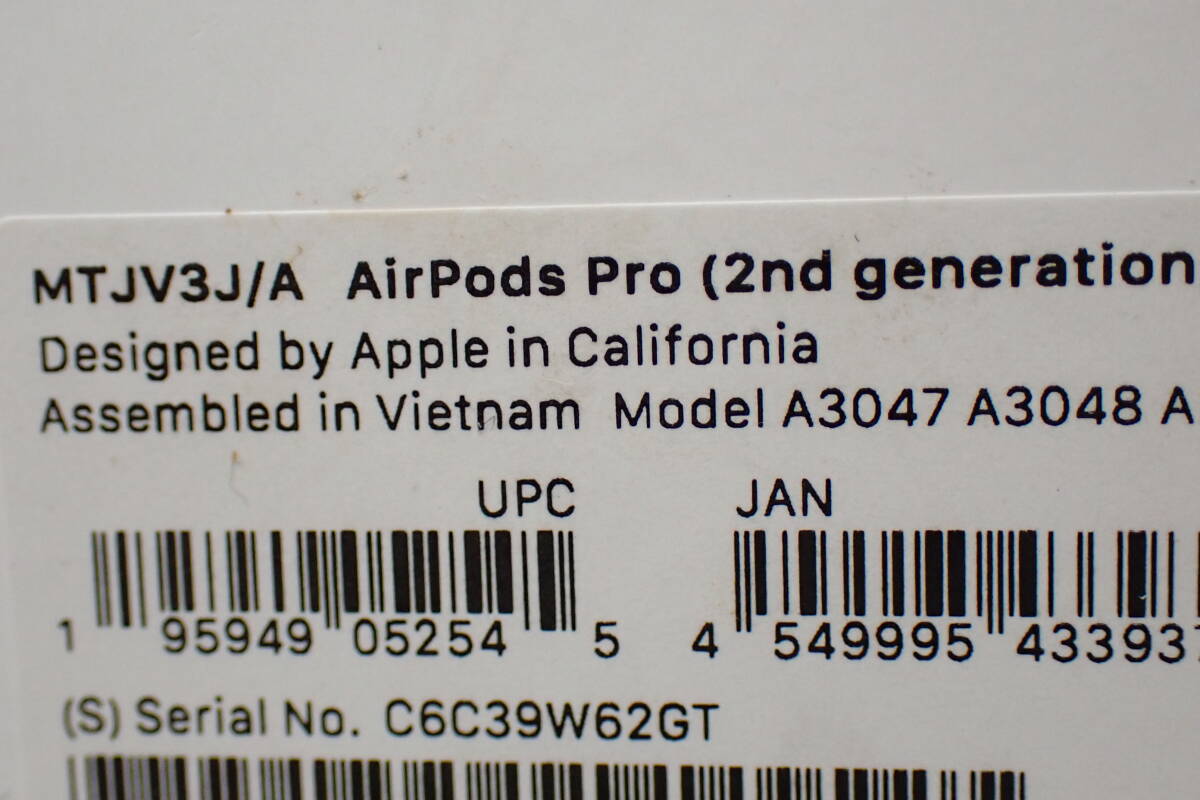 MTJV3J/A AirPods Pro (2nd generation
Designed by Apple in California
Assembled in Vietnam Model A3047 A3048 A
UPC JAN
1 95949 05254 5 4 549995 433937
(S) Serial No. C6C39W62GT